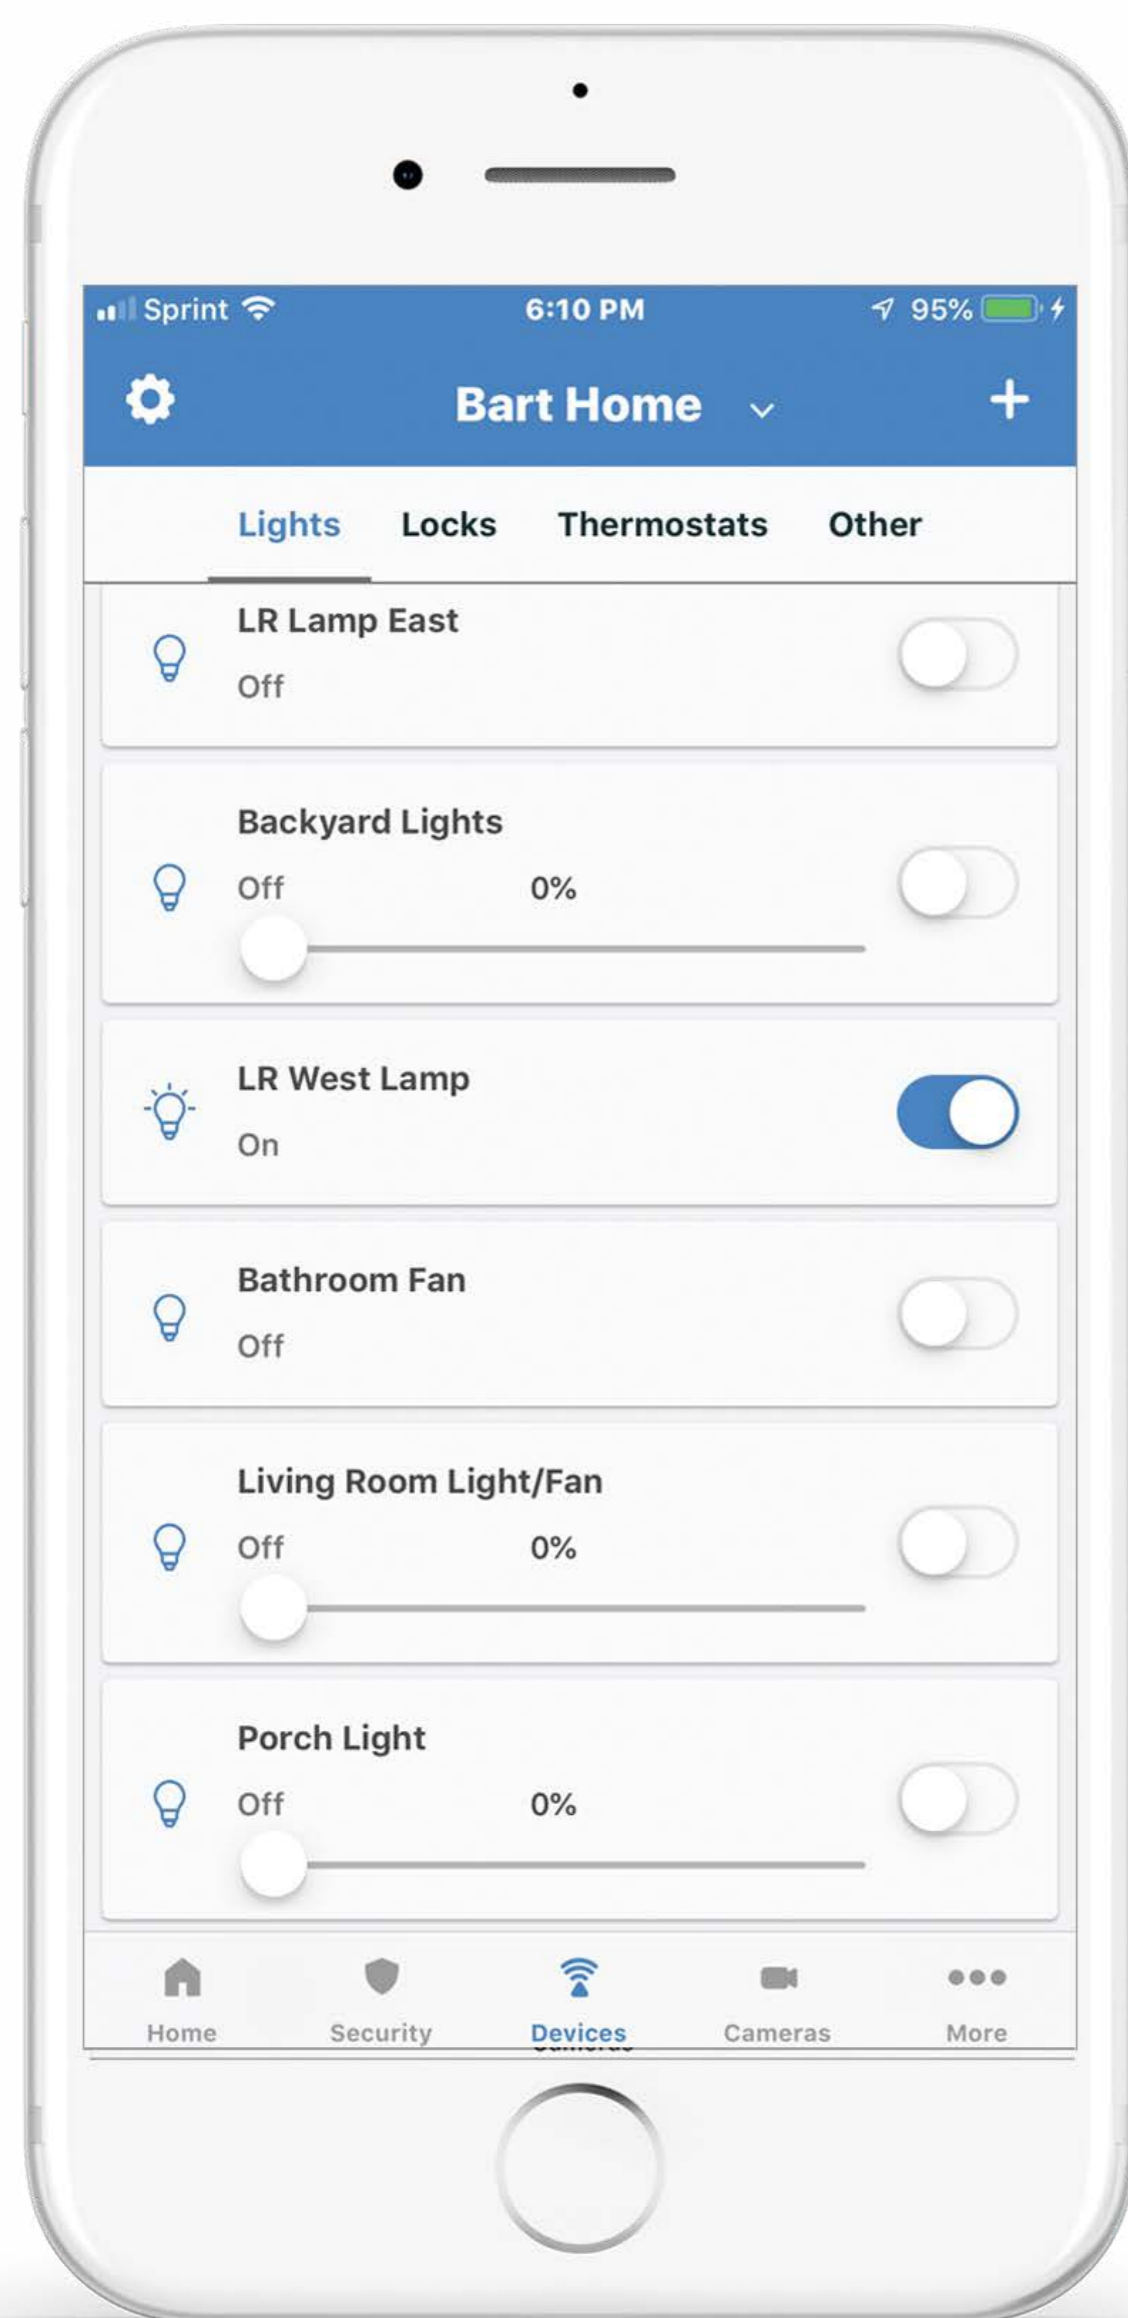 Sprint 6:10 PM 95%
Bart Home
Lights Locks Thermostats Other
LR Lamp East
Off
Backyard Lights
Off 0%
LR West Lamp
On
Bathroom Fan
Off
Living Room Light/Fan
Off 0%
Porch Light
Off 0%
Home Security Devices Cameras More